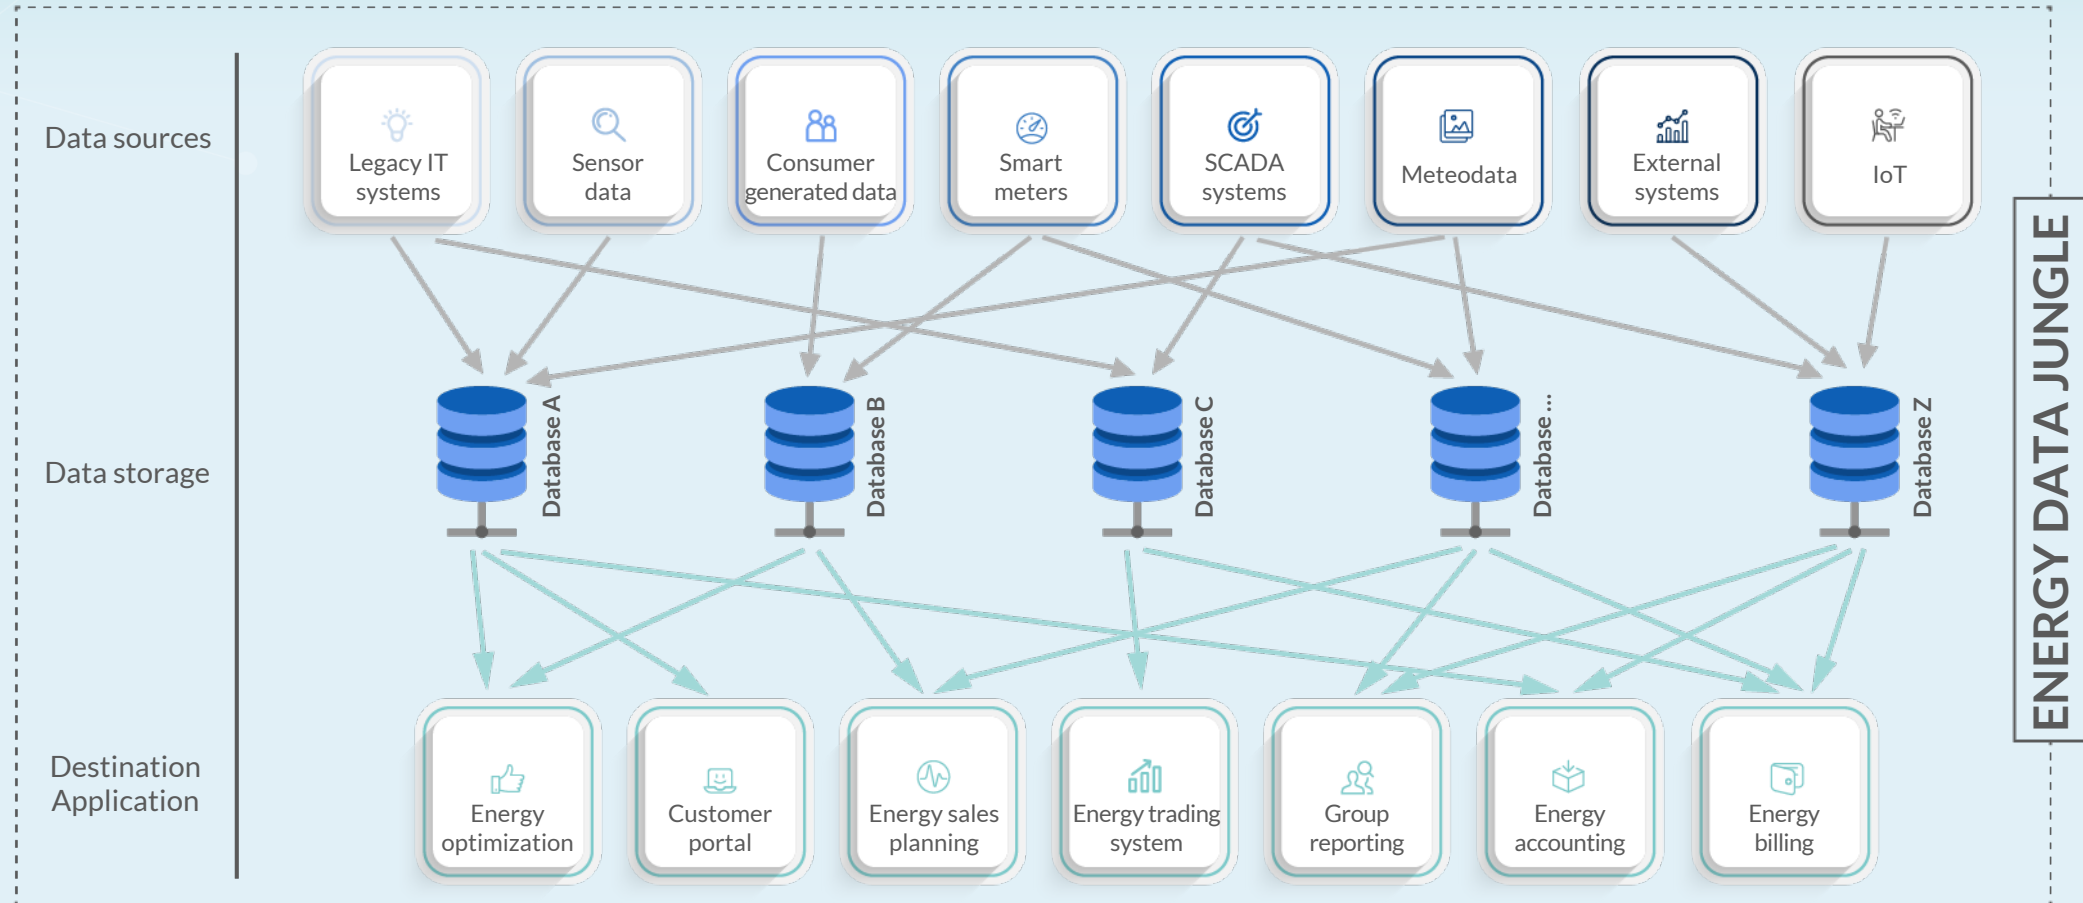 Data sources
Legacy IT
systems
Sensor
data
Consumer
generated data
Smart
meters
SCADA
systems
Meteodata
External
systems
IoT
ENERGY DATA JUNGLE
Data storage
Database A
Database B
Database C
Database ...
Database Z
Destination
Application
Energy
optimization
Customer
portal
Energy sales
planning
Energy trading
system
Group
reporting
Energy
accounting
Energy
billing